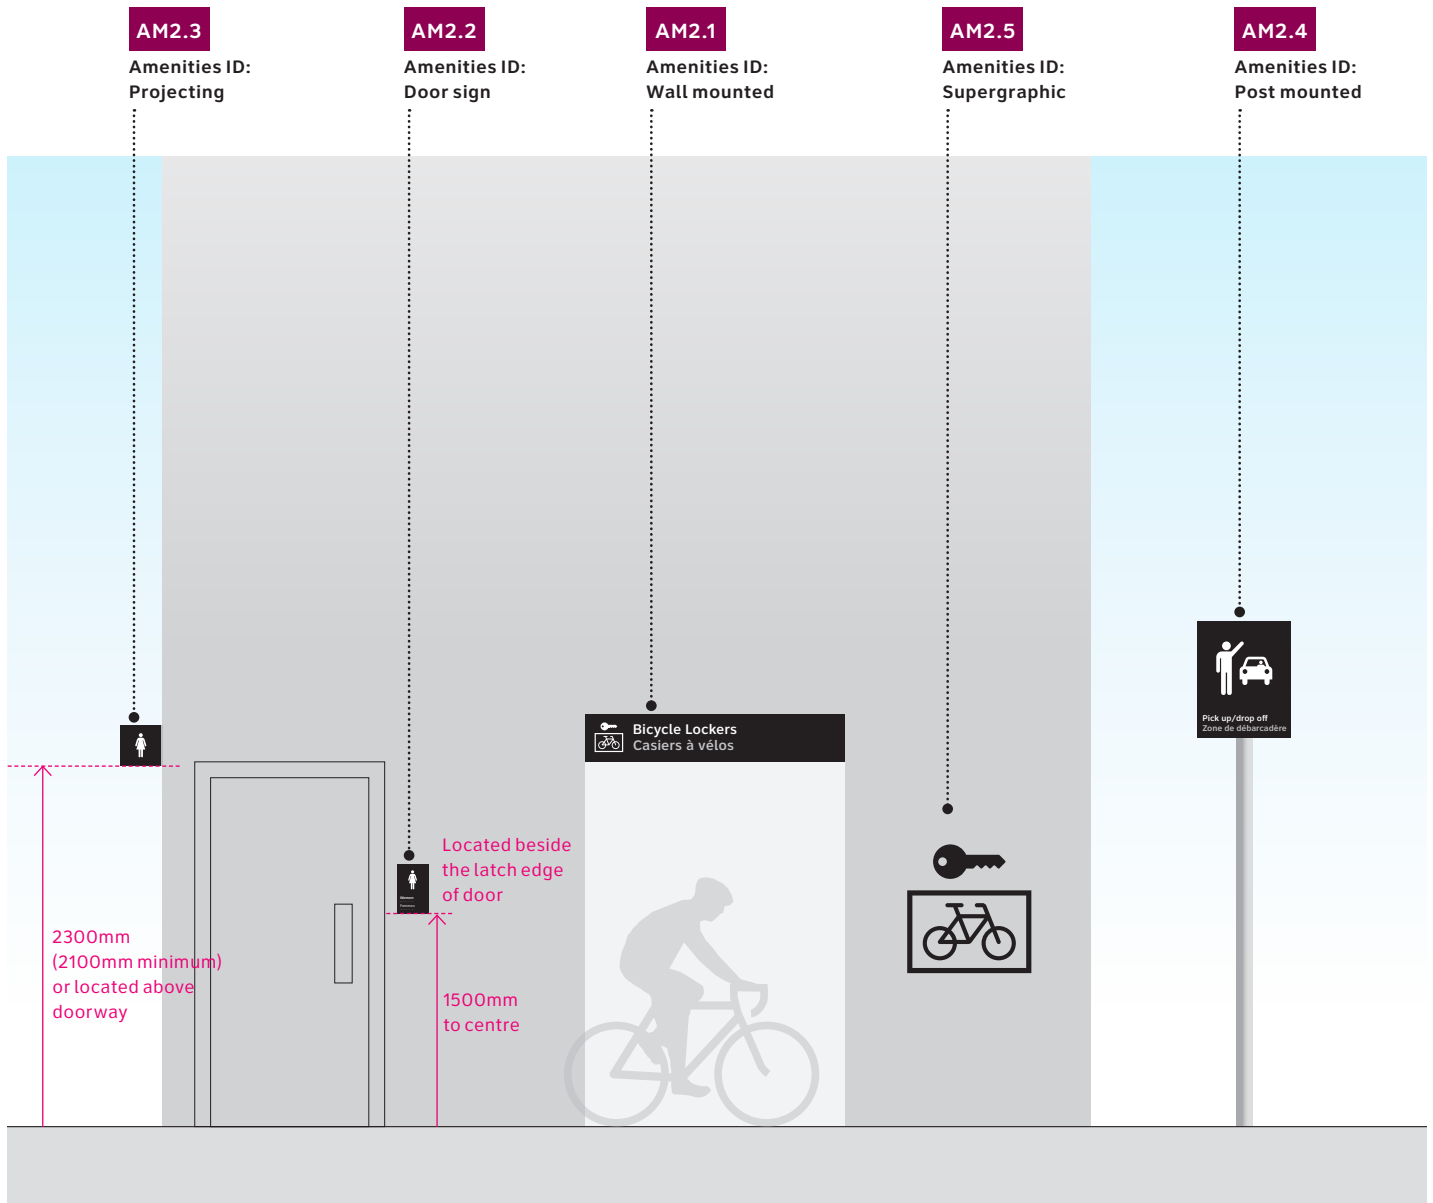 AM2.3
Amenities ID:
Projecting
AM2.2
Amenities ID:
Door sign
AM2.1
Amenities ID:
Wall mounted
AM2.5
Amenities ID:
Supergraphic
AM2.4
Amenities ID:
Post mounted
Pick up/drop off
Zone de débarcadère
Bicycle Lockers
Casiers à vélos
Located beside
the latch edge
of door
2300mm
(2100mm minimum)
or located above
doorway
1500mm
to centre